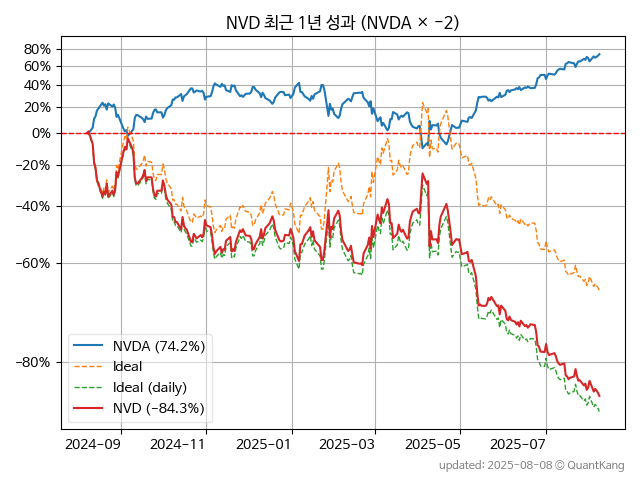 NVD 최근 1년 성과 (NVDA × −2)
80%
60%
40%
20%
0%
−20%
−40%
−60%
−80%
NVDA (74.2%)
Ideal
Ideal (daily)
NVD (−84.3%)
2024-09 2024-11 2025-01 2025-03 2025-05 2025-07
updated: 2025-08-08 © QuantKang